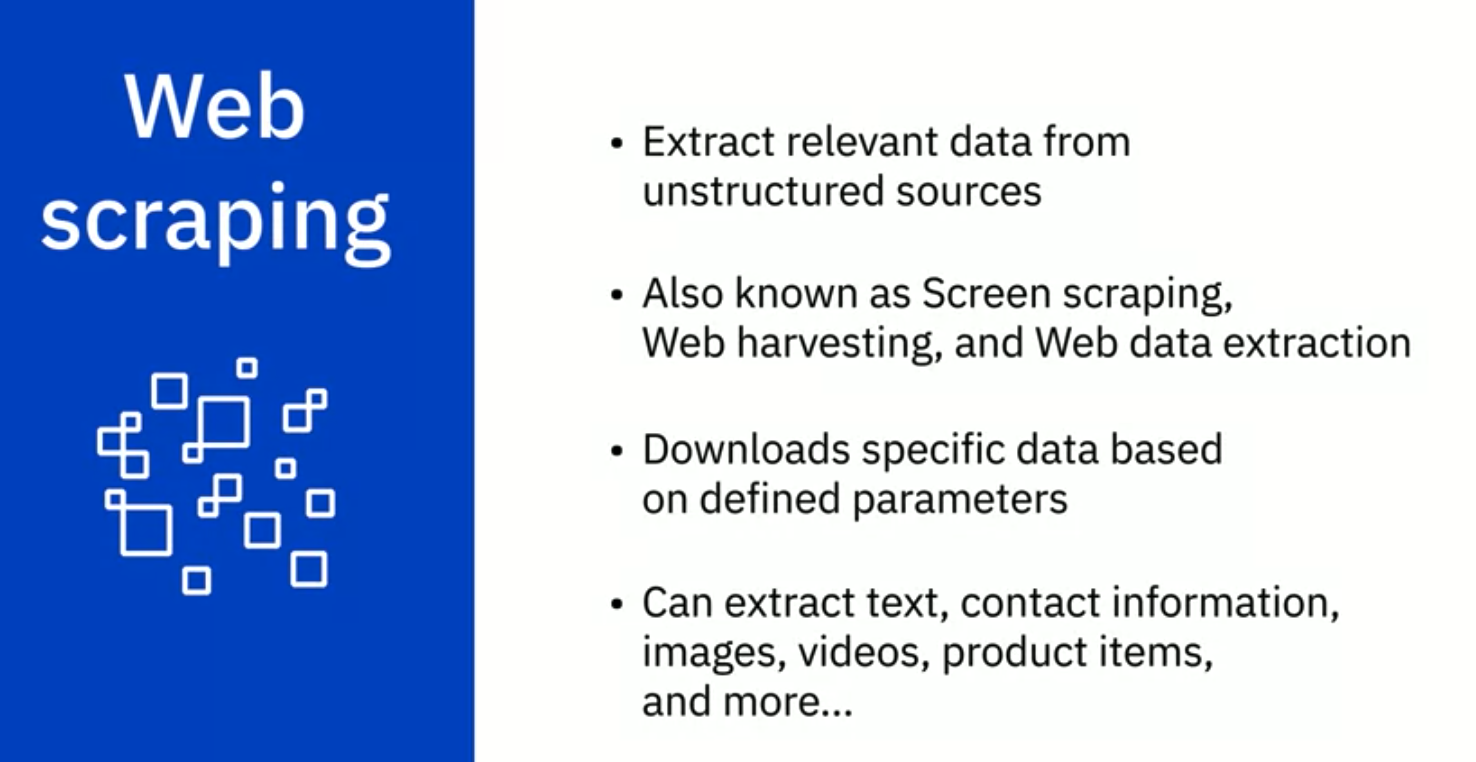 Web
scraping
• Extract relevant data from
unstructured sources
• Also known as Screen scraping,
Web harvesting, and Web data extraction
• Downloads specific data based
on defined parameters
• Can extract text, contact information,
images, videos, product items,
and more...